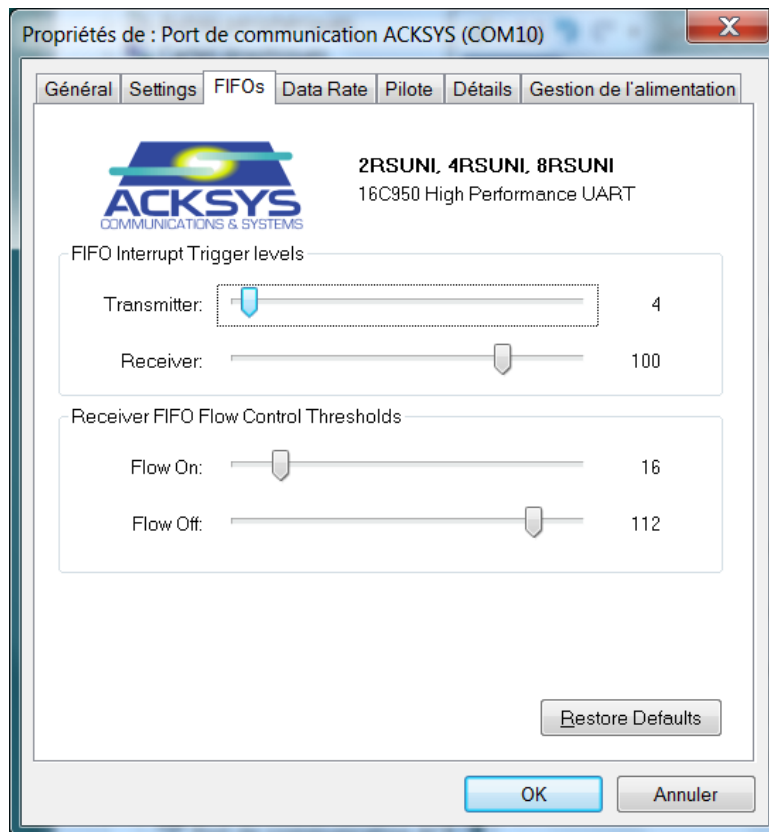 Propriétés de : Port de communication ACKSYS (COM10)
X
Général Settings FIFOs Data Rate Pilote Détails Gestion de l'alimentation
ACKSYS
COMMUNICATIONS & SYSTEMS
2RSUNI, 4RSUNI, 8RSUNI
16C950 High Performance UART
FIFO Interrupt Trigger levels
Transmitter: 4
Receiver: 100
Receiver FIFO Flow Control Thresholds
Flow On: 16
Flow Off: 112
Restore Defaults
OK Annuler